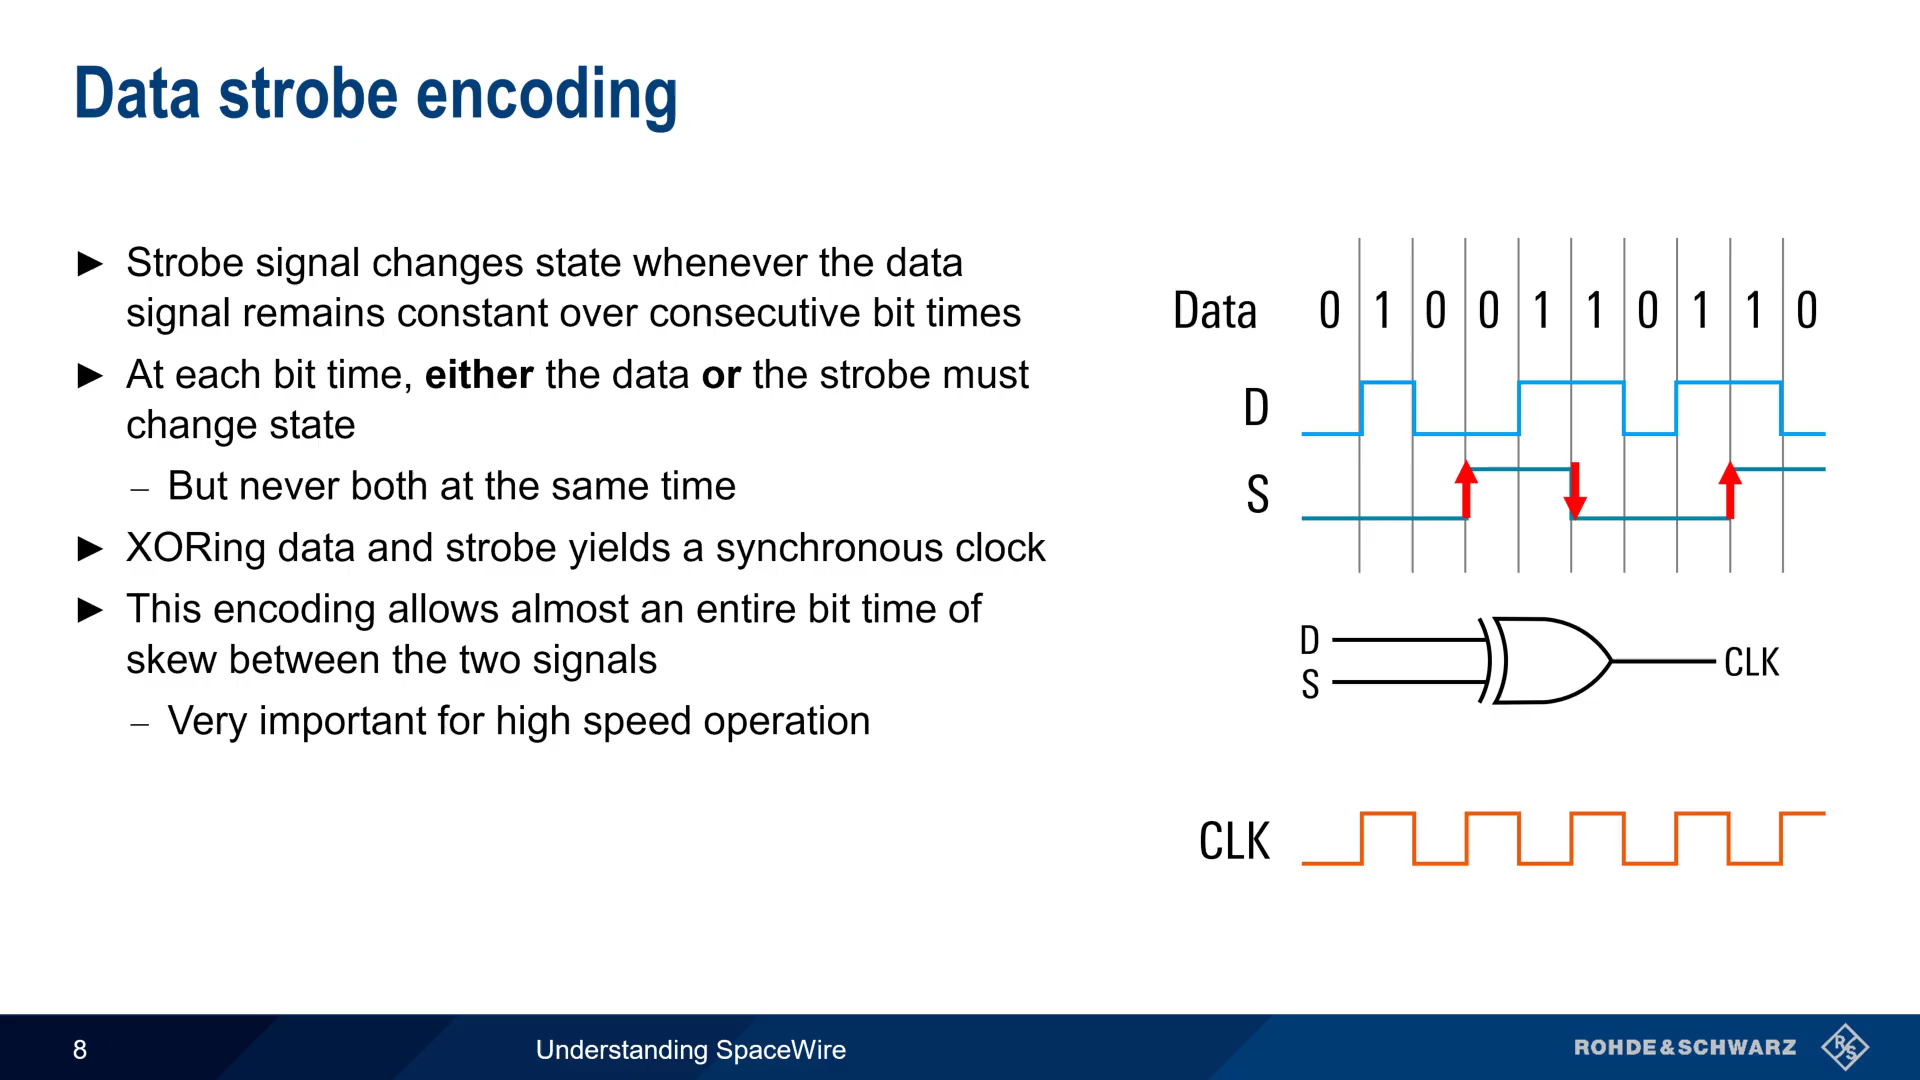 Data strobe encoding
► Strobe signal changes state whenever the data
signal remains constant over consecutive bit times
► At each bit time, either the data or the strobe must
change state
– But never both at the same time
► XORing data and strobe yields a synchronous clock
► This encoding allows almost an entire bit time of
skew between the two signals
– Very important for high speed operation
Data 0 1 0 0 1 1 0 1 1 0
D
S
D
S
CLK
CLK
8
Understanding SpaceWire
ROHDE&SCHWARZ
R&S